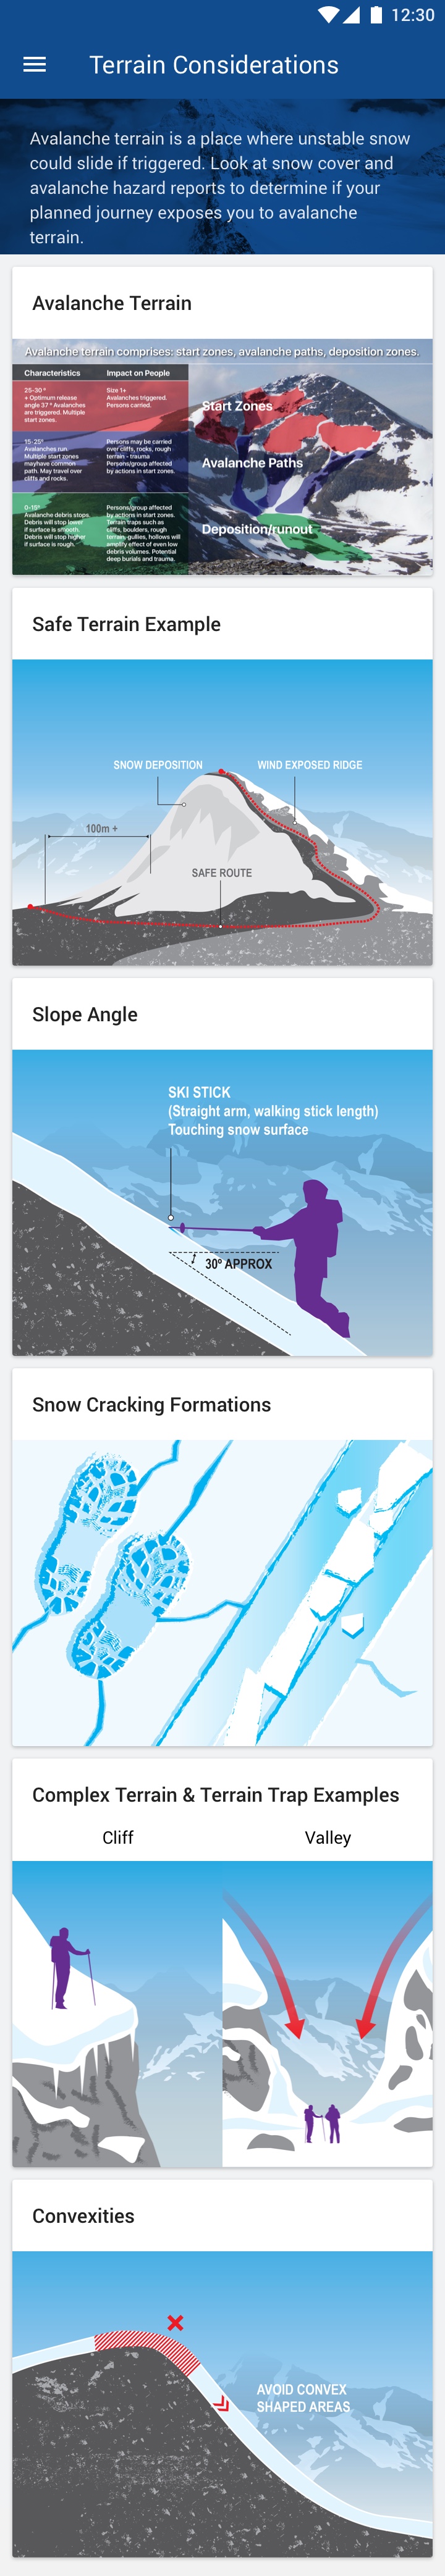 12:30
Terrain Considerations
Avalanche terrain is a place where unstable snow
could slide if triggered. Look at snow cover and
avalanche hazard reports to determine if your
planned journey exposes you to avalanche
terrain.
Avalanche Terrain
Avalanche terrain comprises: start zones, avalanche paths, deposition zones.
Characteristics
Impact on People
25-30º
+ Optimum release
angle 37º Avalanches
are triggered. Multiple
start zones.
Size 1+
Avalanches triggered.
Persons carried.
Start Zones
15-25º
Avalanches run.
Multiple start zones
mayhave common
path. May travel over
cliffs and rocks.
Persons may be carried
over cliffs, rocks, rough
terrain - trauma
Persons/group affected
by actions in start zones.
Avalanche Paths
0-15º
Avalanche debris stops.
Debris will stop lower
if surface is smooth.
Debris will stop higher
if surface is rough.
Persons/group affected
by actions in start zones.
Terrain traps such as
cliffs, boulders, rough
terrain, gullies, hollows will
amplify effect of even low
debris volumes. Potential
deep burials and trauma.
Deposition/runout
Safe Terrain Example
SNOW DEPOSITION
WIND EXPOSED RIDGE
100m +
SAFE ROUTE
Slope Angle
SKI STICK
(Straight arm, walking stick length)
Touching snow surface
30º APPROX
Snow Cracking Formations
Complex Terrain & Terrain Trap Examples
Cliff
Valley
Convexities
AVOID CONVEX
SHAPED AREAS